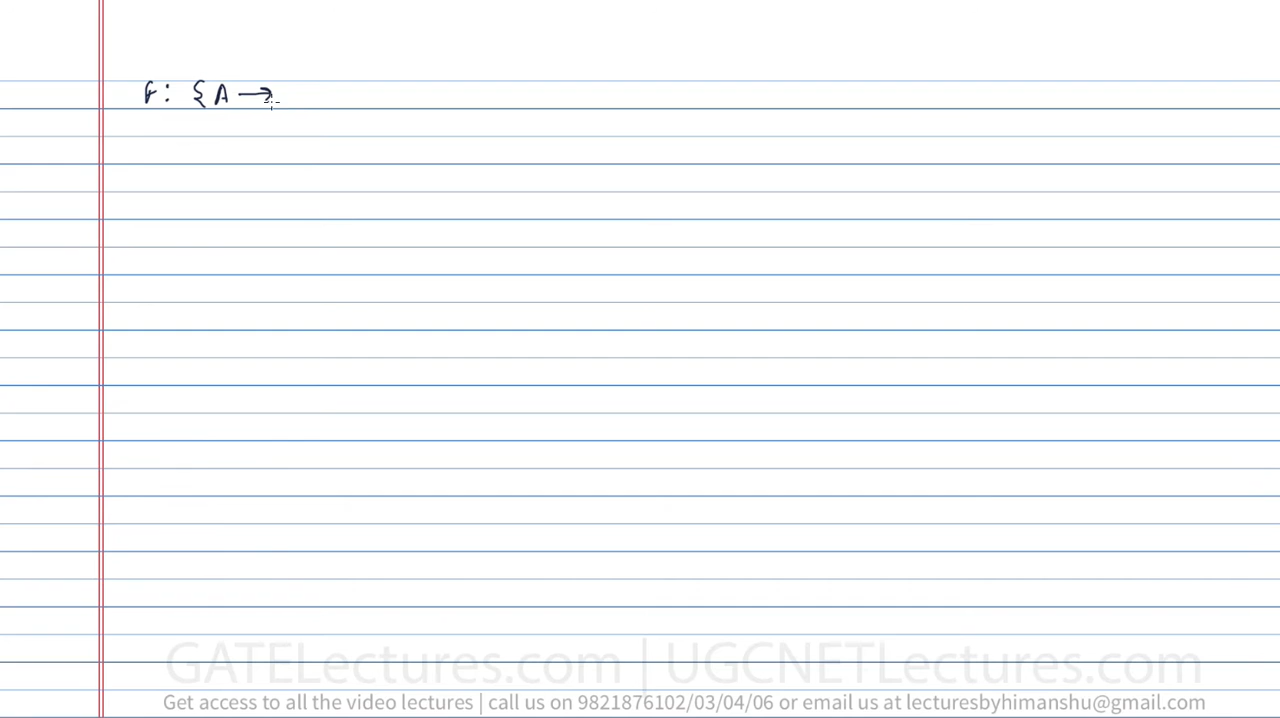 F: {A →
GATELectures.com | UGCNETLectures.com
Get access to all the video lectures | call us on 9821876102/03/04/06 or email us at lecturesbyhimanshu@gmail.com